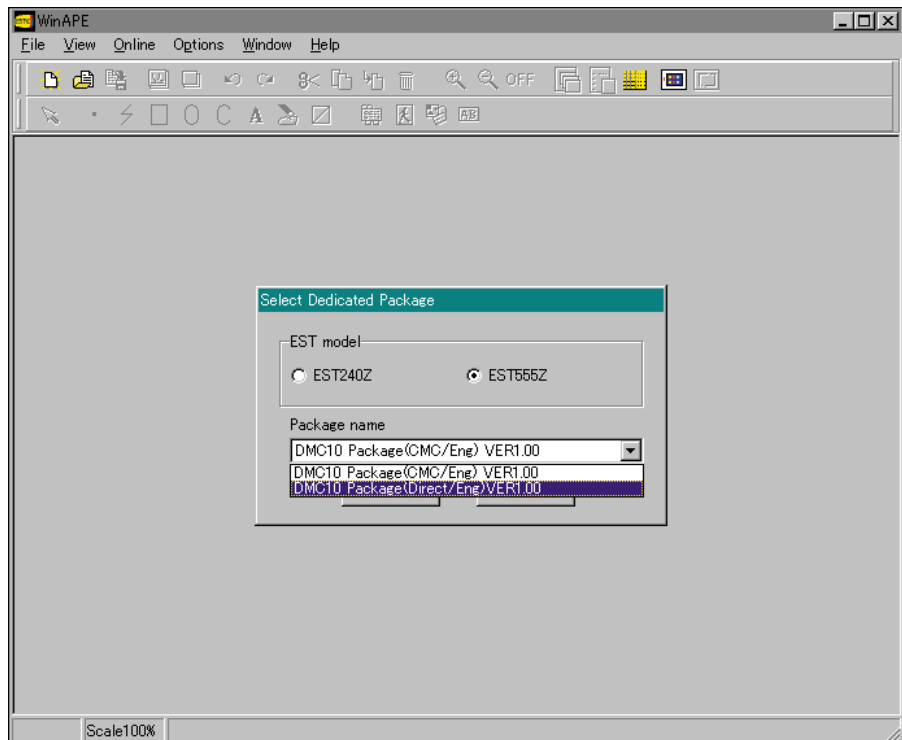 WinAPE
File View Online Options Window Help
OFF
A AB
Select Dedicated Package
EST model
EST240Z EST555Z
Package name
DMC10 Package(CMC/Eng) VER1.00
DMC10 Package(CMC/Eng) VER1.00
DMC10 Package(Direct/Eng)VER1.00
Scale100%